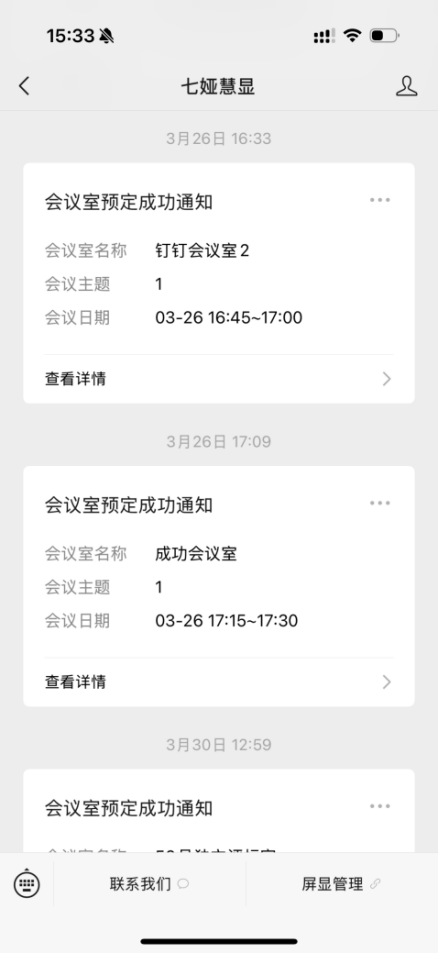 15:33
七娅慧显
3月26日 16:33
会议室预定成功通知
会议室名称 钉钉会议室2
会议主题 1
会议日期 03-26 16:45~17:00
查看详情
3月26日 17:09
会议室预定成功通知
会议室名称 成功会议室
会议主题 1
会议日期 03-26 17:15~17:30
查看详情
3月30日 12:59
会议室预定成功通知
联系我们
屏显管理